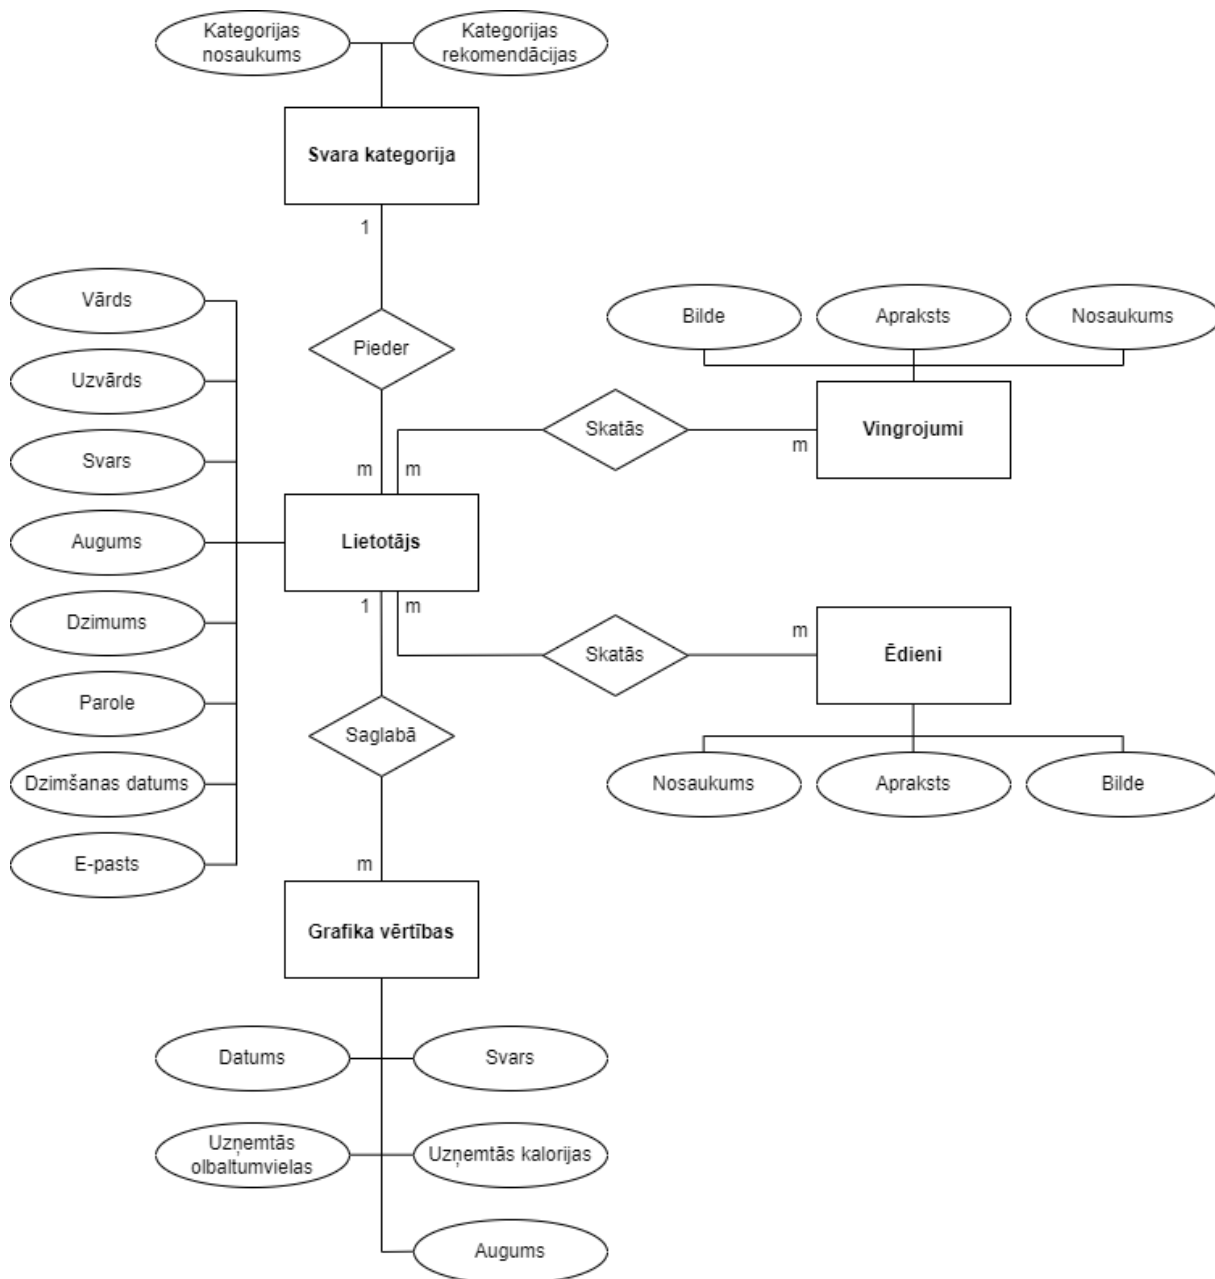 Kategorijas
nosaukums
Kategorijas
rekomendācijas
Svara kategorija
1
Pieder
m
m
Vārds
Uzvārds
Svars
Augums
Dzimums
Parole
Dzimšanas datums
E-pasts
Lietotājs
Skatās
m
Bilde
Apraksts
Nosaukums
Vingrojumi
1
m
Skatās
m
Ēdieni
Nosaukums
Apraksts
Bilde
Saglabā
m
Grafika vērtības
Datums
Svars
Uzņemtās
olbaltumvielas
Uzņemtās kalorijas
Augums